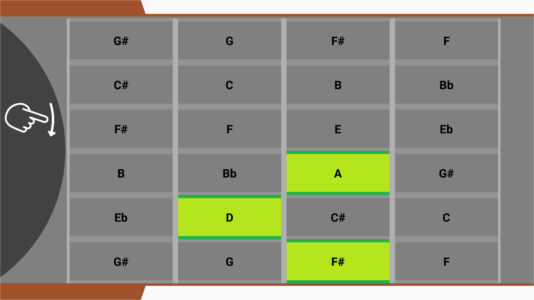 G# G F# F
C# C B Bb
F# F E Eb
B Bb A G#
Eb D C# C
G# G F# F